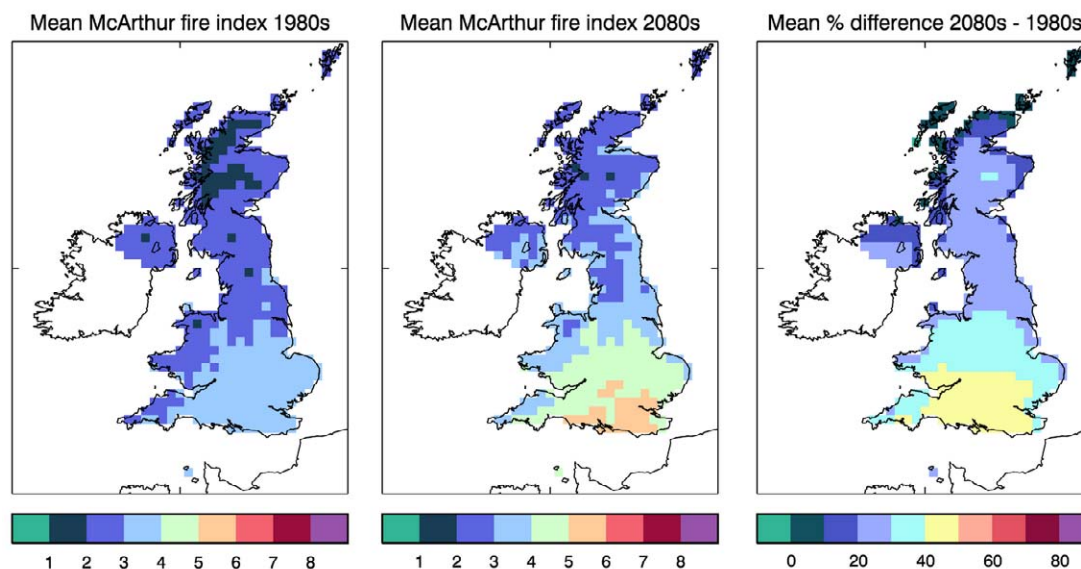 Mean McArthur fire index 1980s
Mean McArthur fire index 2080s
Mean % difference 2080s - 1980s
1 2 3 4 5 6 7 8
1 2 3 4 5 6 7 8
0 20 40 60 80